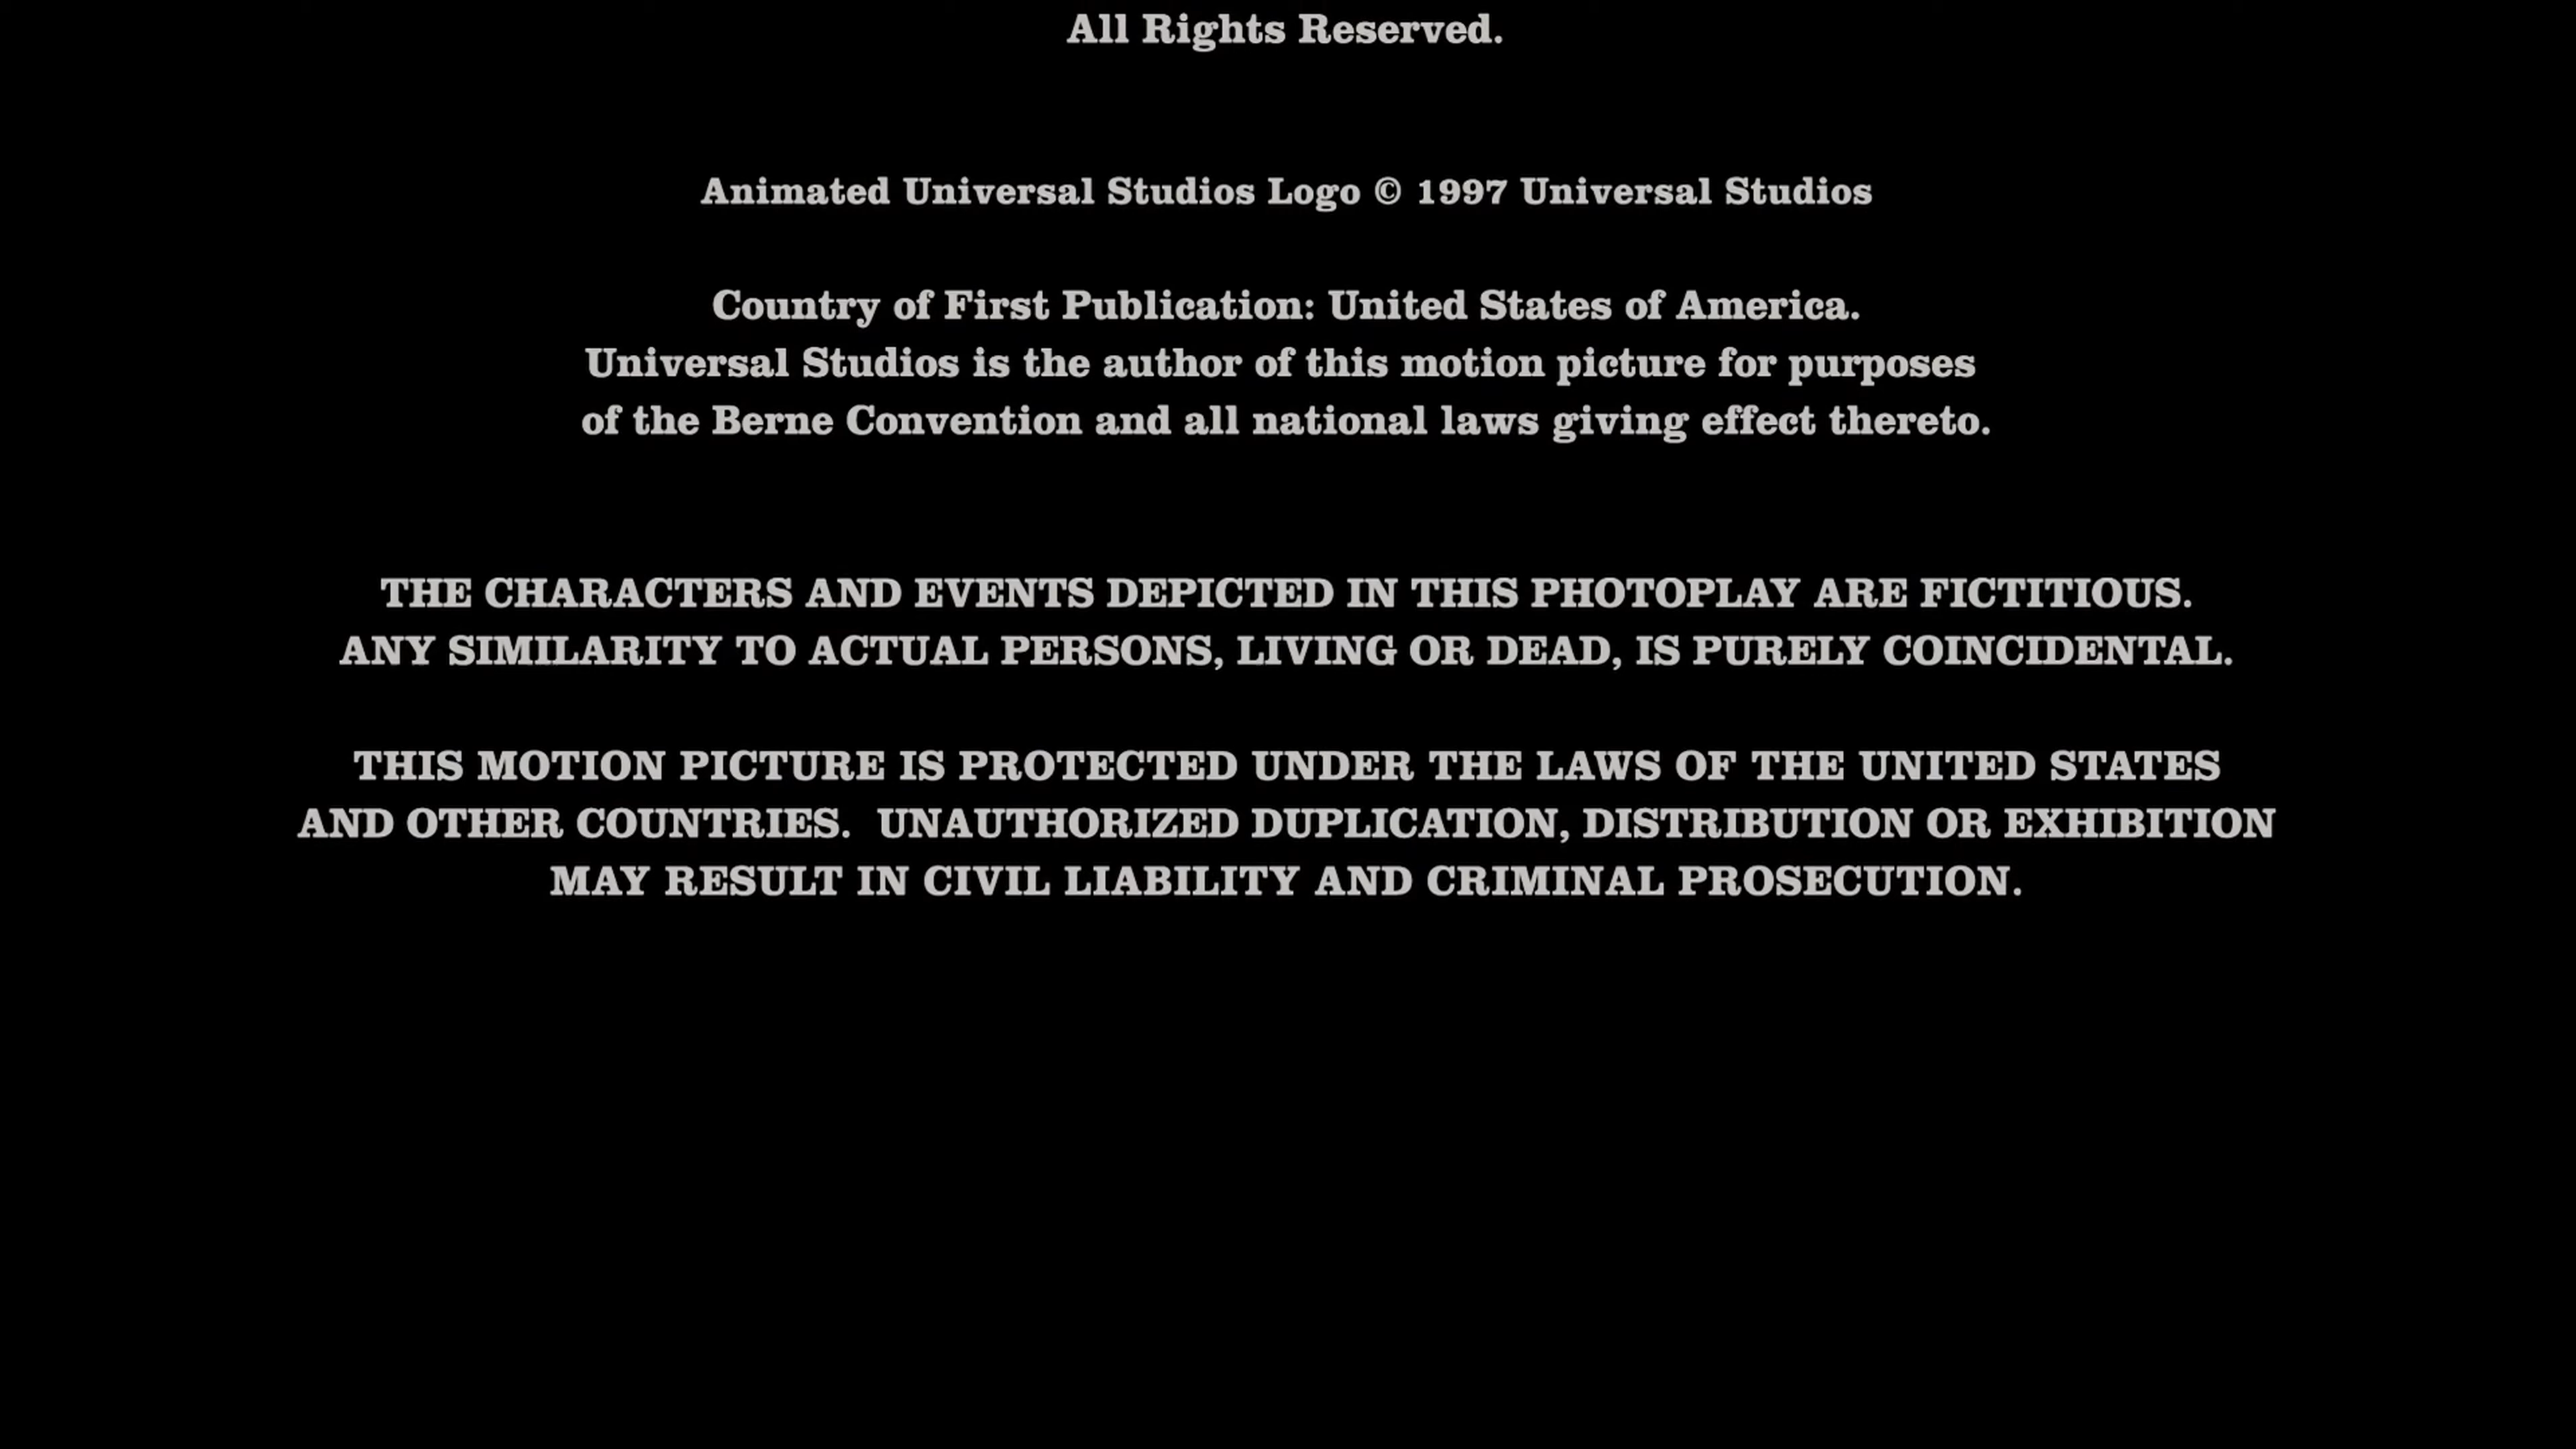 All Rights Reserved.
Animated Universal Studios Logo © 1997 Universal Studios
Country of First Publication: United States of America.
Universal Studios is the author of this motion picture for purposes
of the Berne Convention and all national laws giving effect thereto.
THE CHARACTERS AND EVENTS DEPICTED IN THIS PHOTOPLAY ARE FICTITIOUS.
ANY SIMILARITY TO ACTUAL PERSONS, LIVING OR DEAD, IS PURELY COINCIDENTAL.
THIS MOTION PICTURE IS PROTECTED UNDER THE LAWS OF THE UNITED STATES
AND OTHER COUNTRIES.  UNAUTHORIZED DUPLICATION, DISTRIBUTION OR EXHIBITION
MAY RESULT IN CIVIL LIABILITY AND CRIMINAL PROSECUTION.